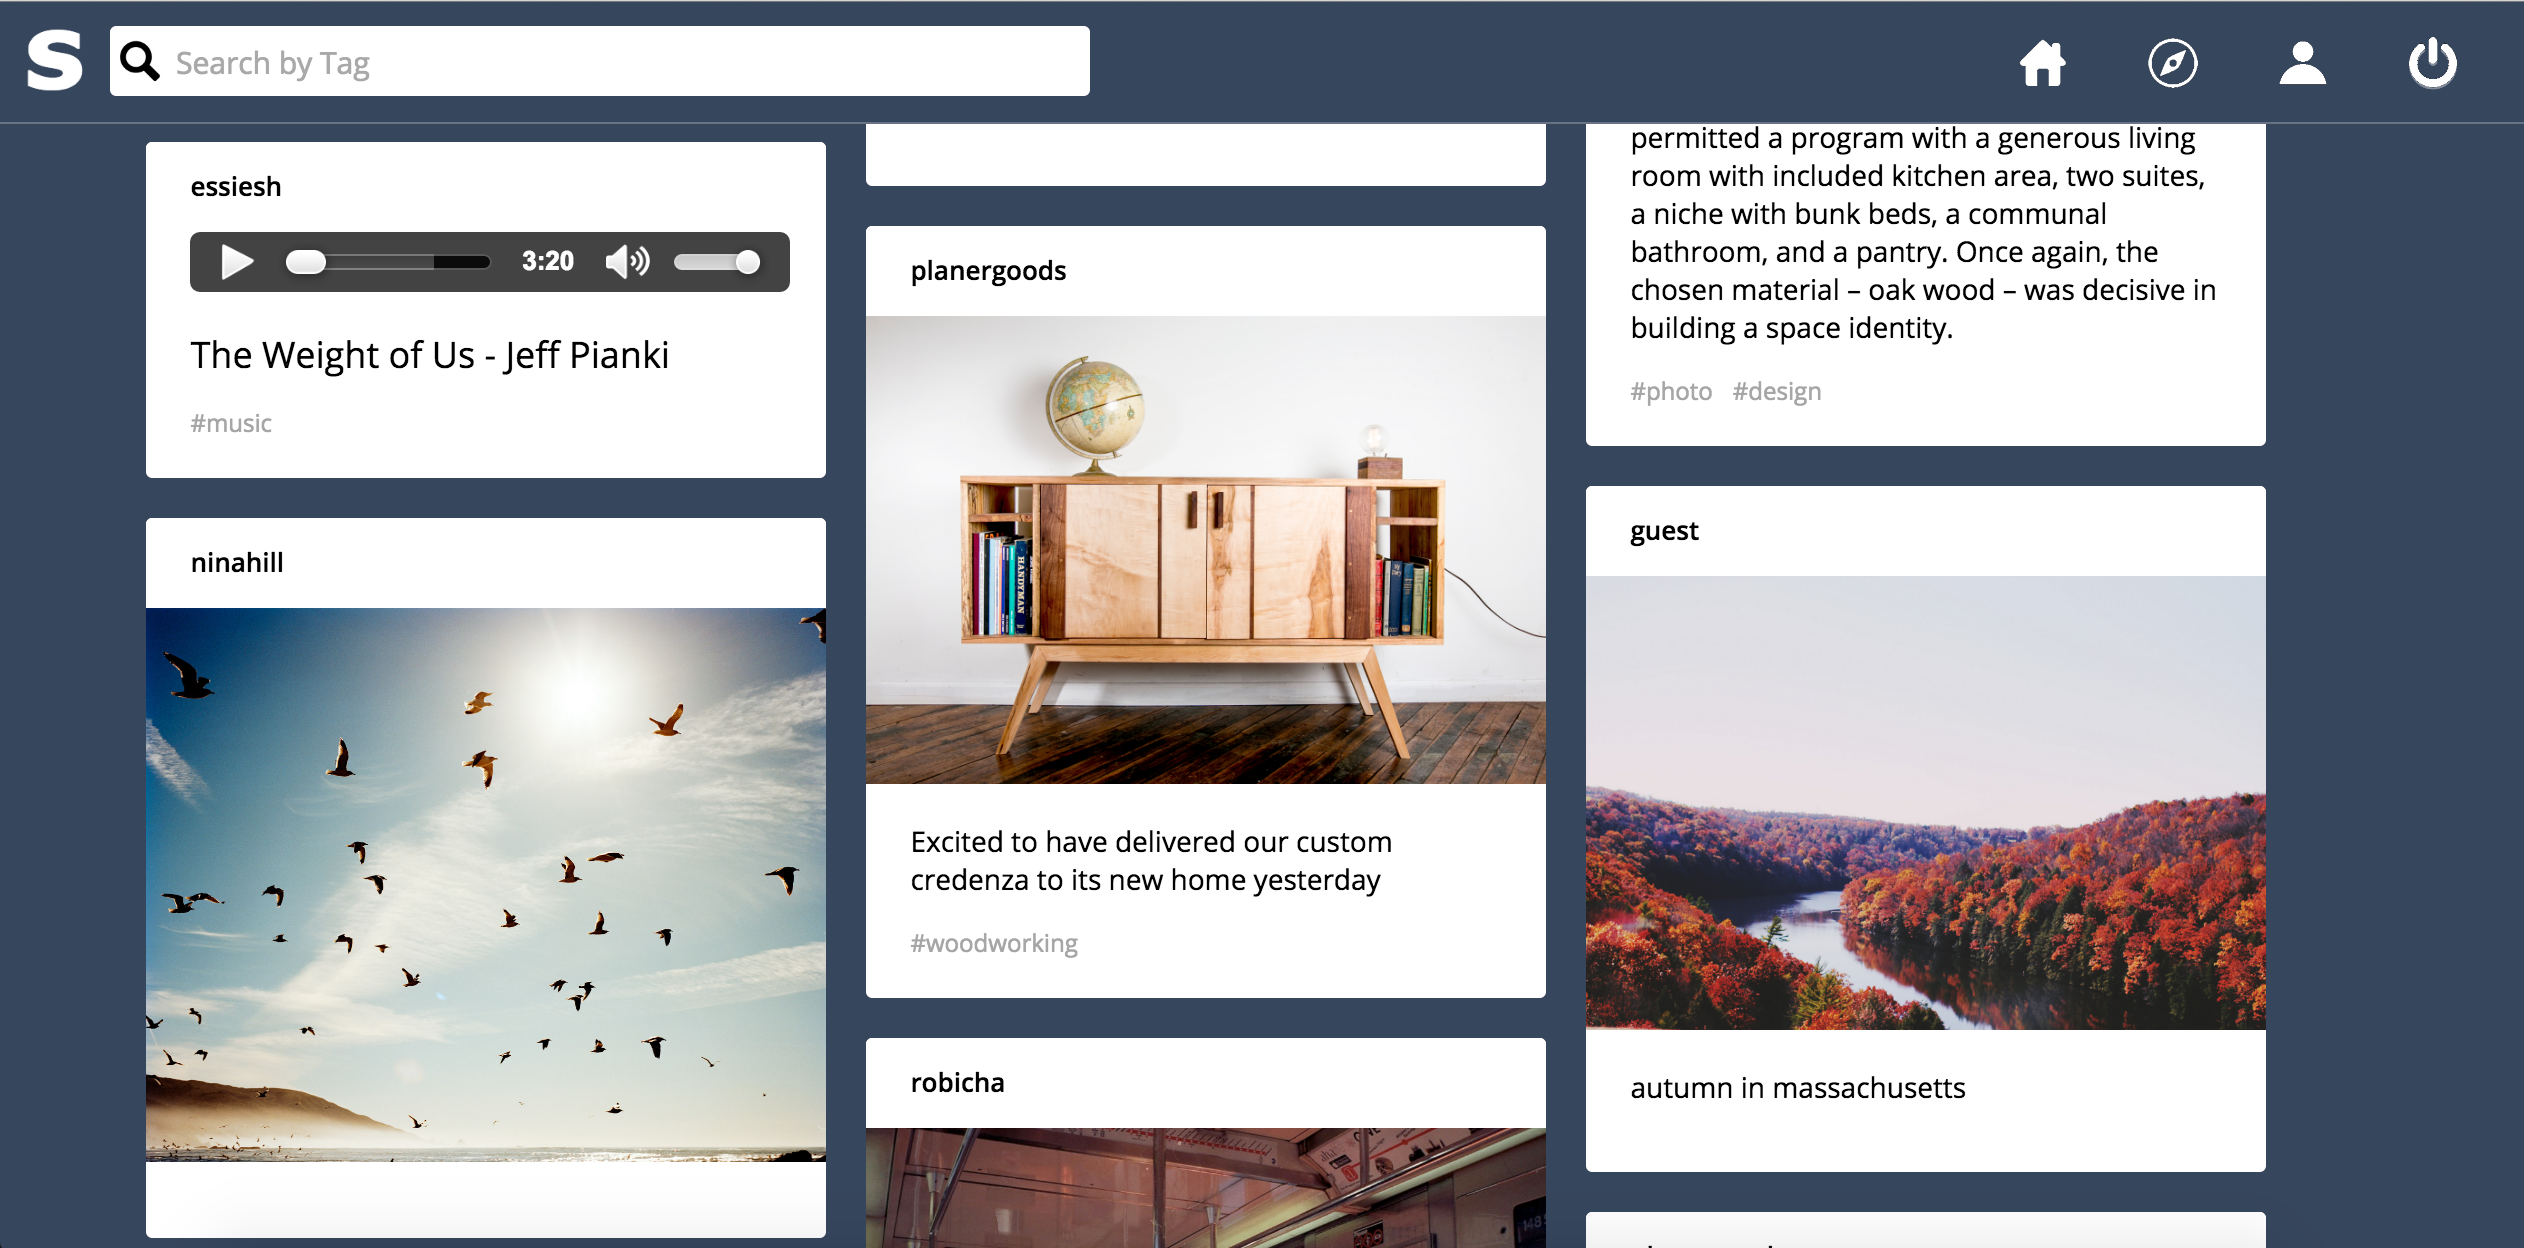 S
Search by Tag
essiesh
3:20
The Weight of Us - Jeff Pianki
#music
ninahill
planergoods
HANDYMAN
Excited to have delivered our custom
credenza to its new home yesterday
#woodworking
robicha
permitted a program with a generous living
room with included kitchen area, two suites,
a niche with bunk beds, a communal
bathroom, and a pantry. Once again, the
chosen material – oak wood – was decisive in
building a space identity.
#photo #design
guest
autumn in massachusetts